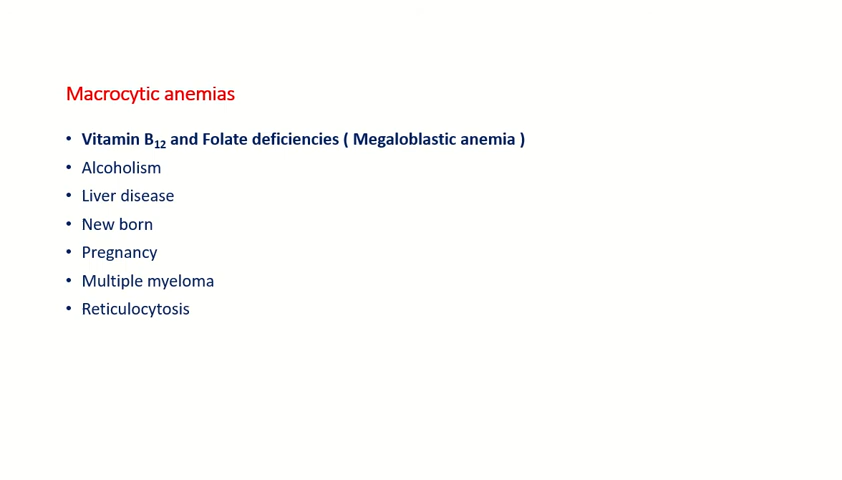 Macrocytic anemias
• Vitamin B12 and Folate deficiencies ( Megaloblastic anemia )
• Alcoholism
• Liver disease
• New born
• Pregnancy
• Multiple myeloma
• Reticulocytosis